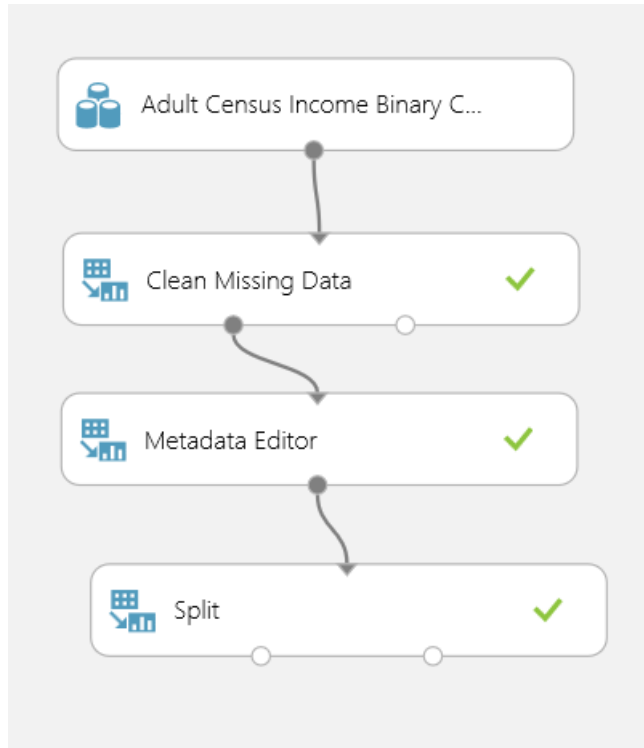 Adult Census Income Binary C...
Clean Missing Data
Metadata Editor
Split